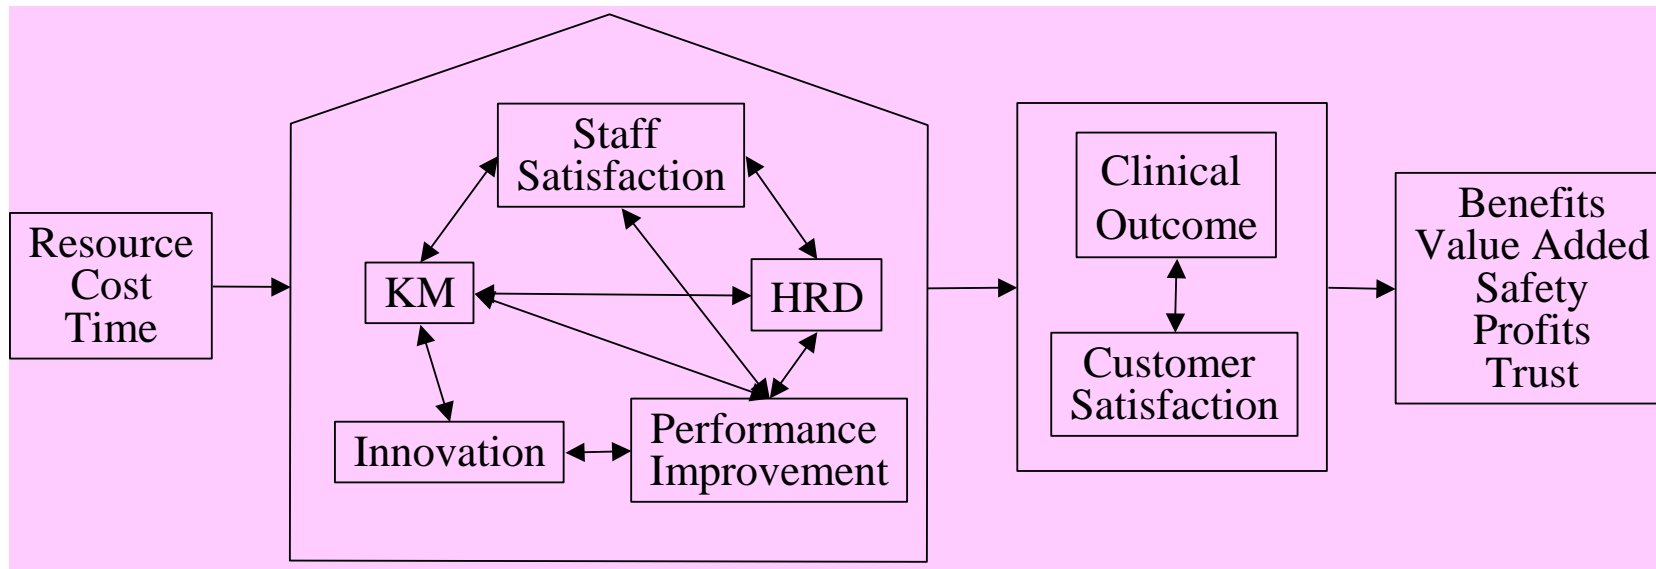 Resource
Cost
Time
Staff
Satisfaction
KM
HRD
Innovation
Performance
Improvement
Clinical
Outcome
Customer
Satisfaction
Benefits
Value Added
Safety
Profits
Trust